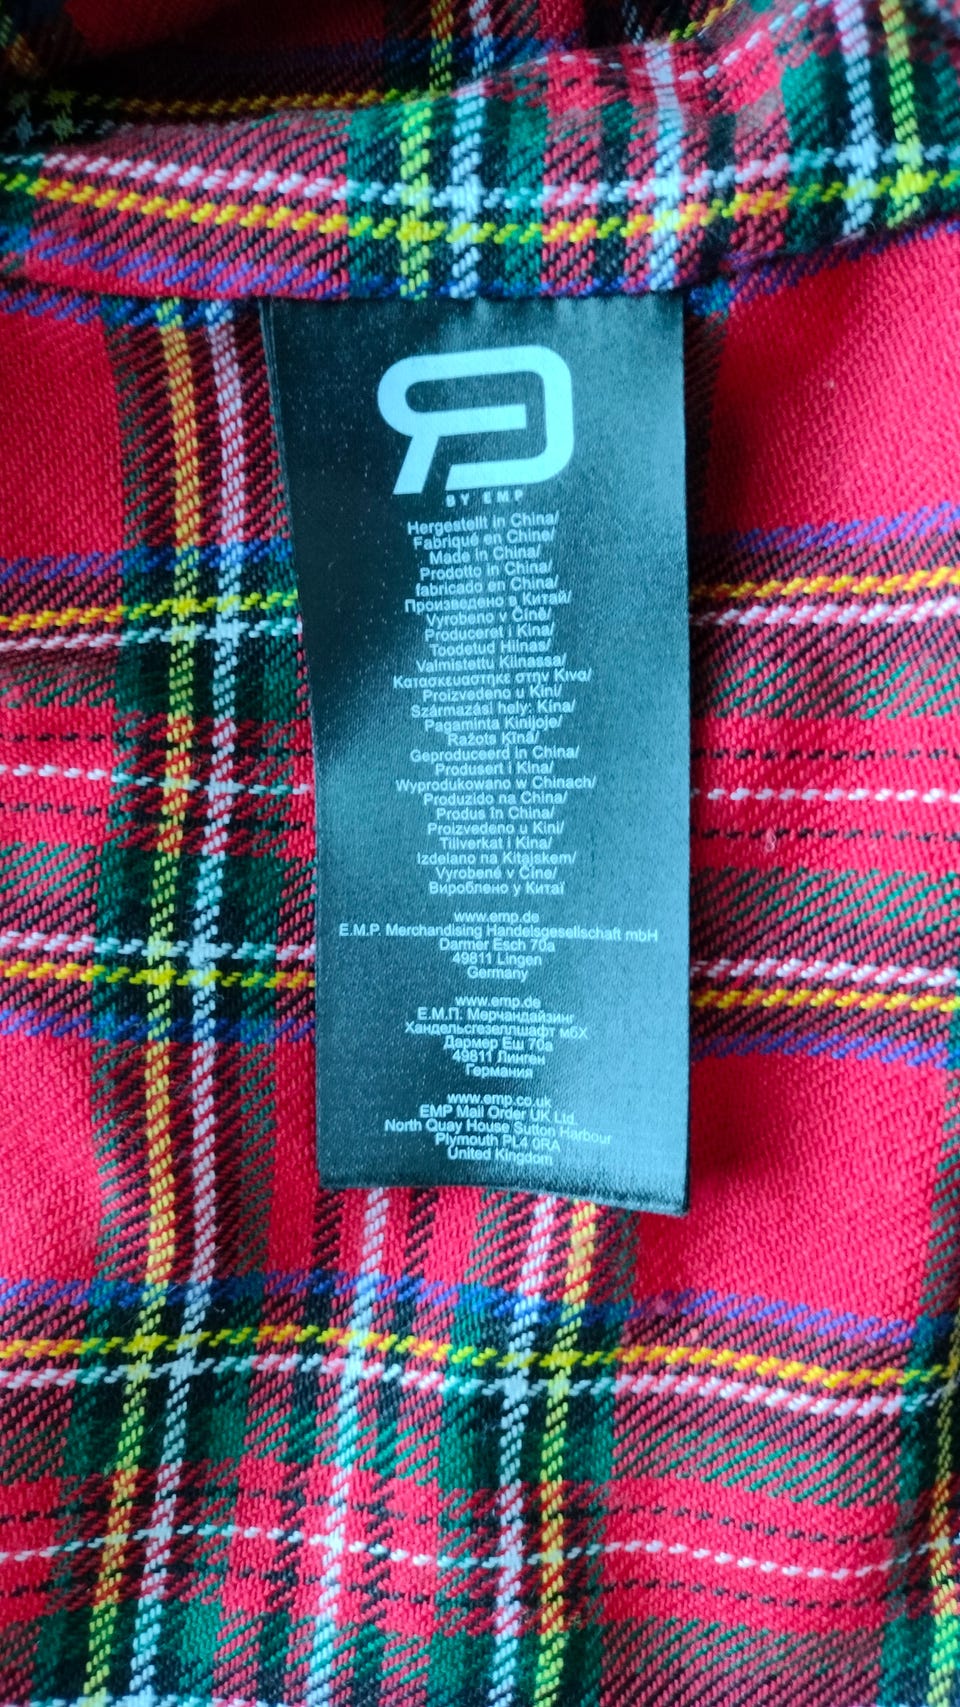 BY EMP
Hergestellt in China/
Fabriqué en Chine/
Made in China/
Prodotto in China/
fabricado en China/
Произведено в Китай/
Vyrobeno v Číně/
Produceret i Kina/
Toodetud Hiinas/
Valmistettu Kiinassa/
Κατασκευαστηκε στην Κινα/
Proizvedeno u Kini/
Származási hely: Kína/
Pagaminta Kinijoje/
Ražots Ķīnā/
Geproduceerd in China/
Produsert i Kina/
Wyprodukowano w Chinach/
Produzido na China/
Produs în China/
Proizvedeno u Kini/
Tillverkat i Kina/
Izdelano na Kitajskem/
Vyrobené v Číne/
Вироблено у Китаї
www.emp.de
E.M.P. Merchandising Handelsgesellschaft mbH
Darmer Esch 70a
49811 Lingen
Germany
www.emp.de
Е.М.П. Мерчандайзинг
Хандельсгезеллшафт мбХ
Дармер Еш 70а
49811 Линген
Германия
www.emp.co.uk
EMP Mail Order UK Ltd.
North Quay House Sutton Harbour
Plymouth PL4 0RA
United Kingdom